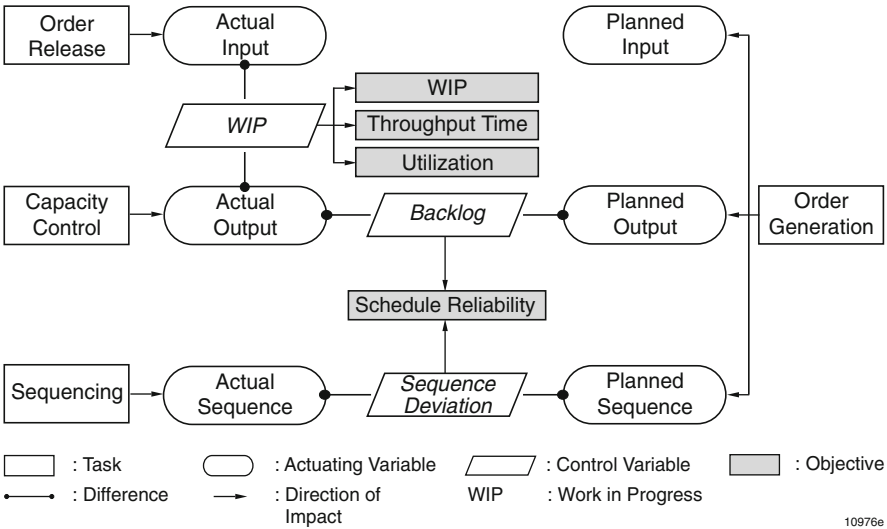 Order
Release
Actual
Input
Planned
Input
WIP
WIP
Throughput Time
Utilization
Capacity
Control
Actual
Output
Backlog
Planned
Output
Order
Generation
Schedule Reliability
Sequencing
Actual
Sequence
Sequence
Deviation
Planned
Sequence
: Task
: Actuating Variable
: Control Variable
: Objective
: Difference
: Direction of
Impact
WIP : Work in Progress
10976e